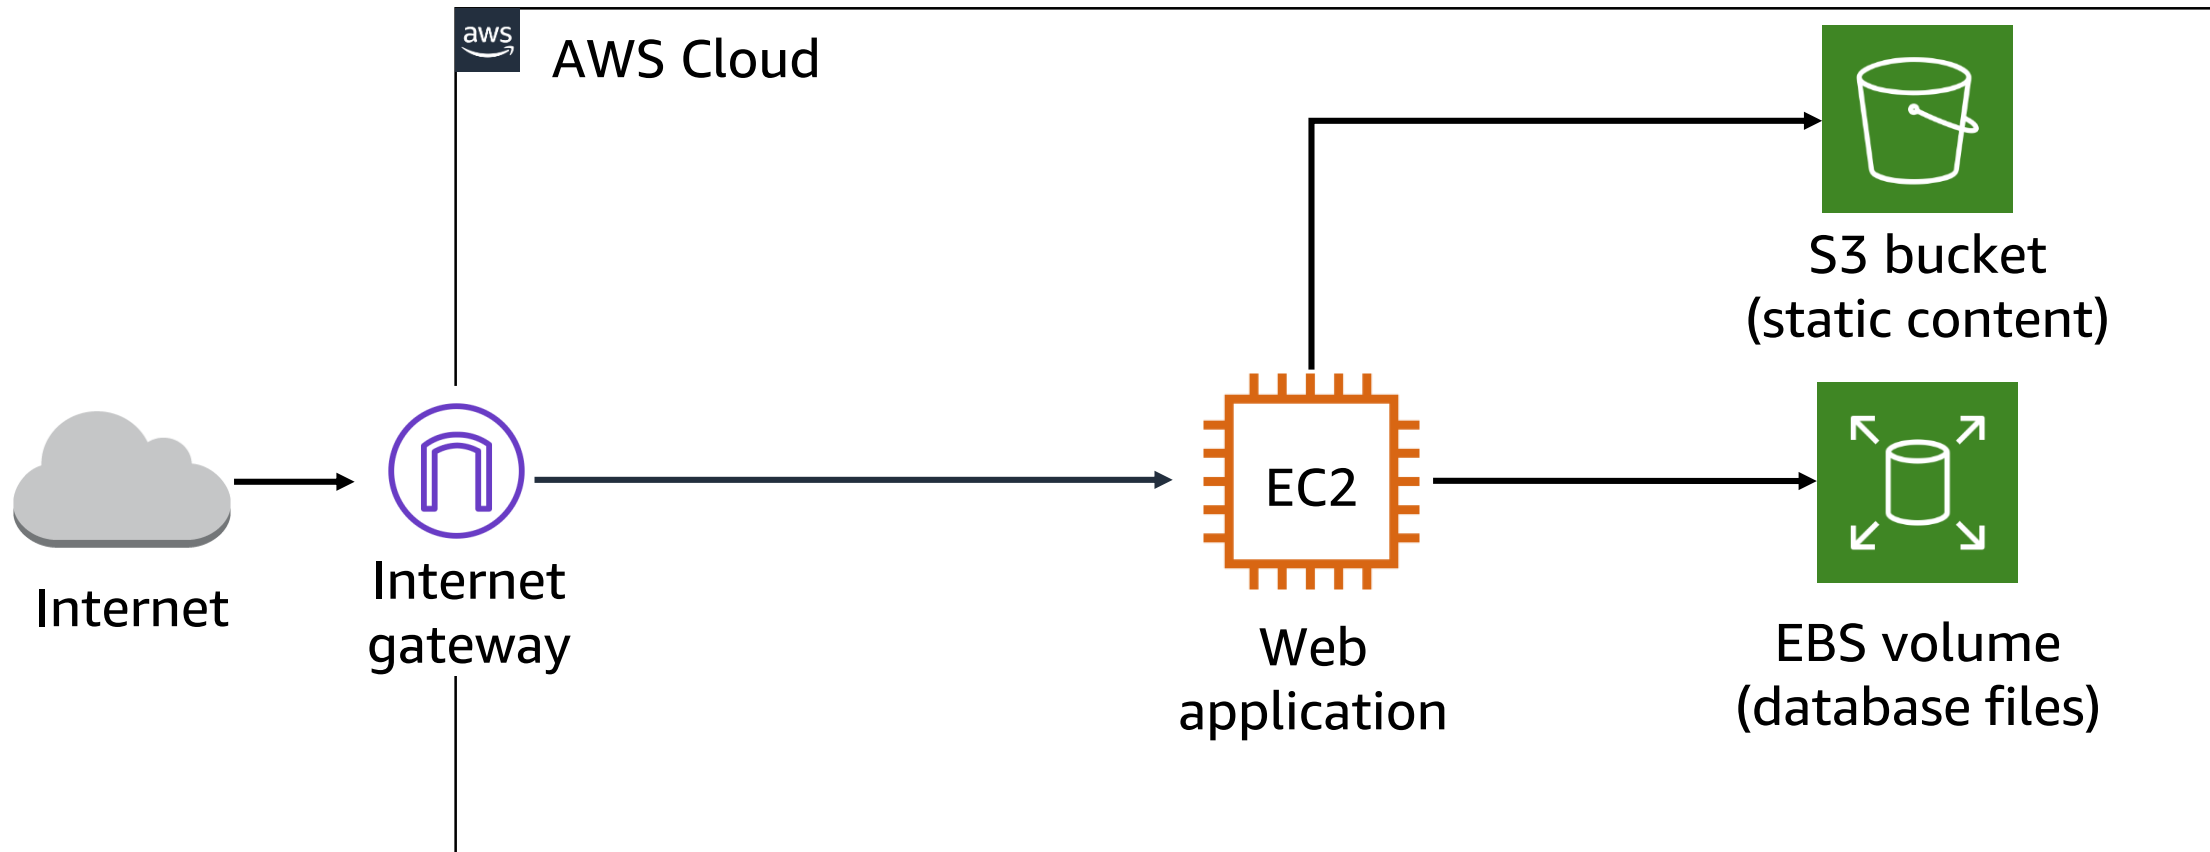 aws
AWS Cloud
S3 bucket
(static content)
Internet
Internet
gateway
EC2
Web
application
EBS volume
(database files)